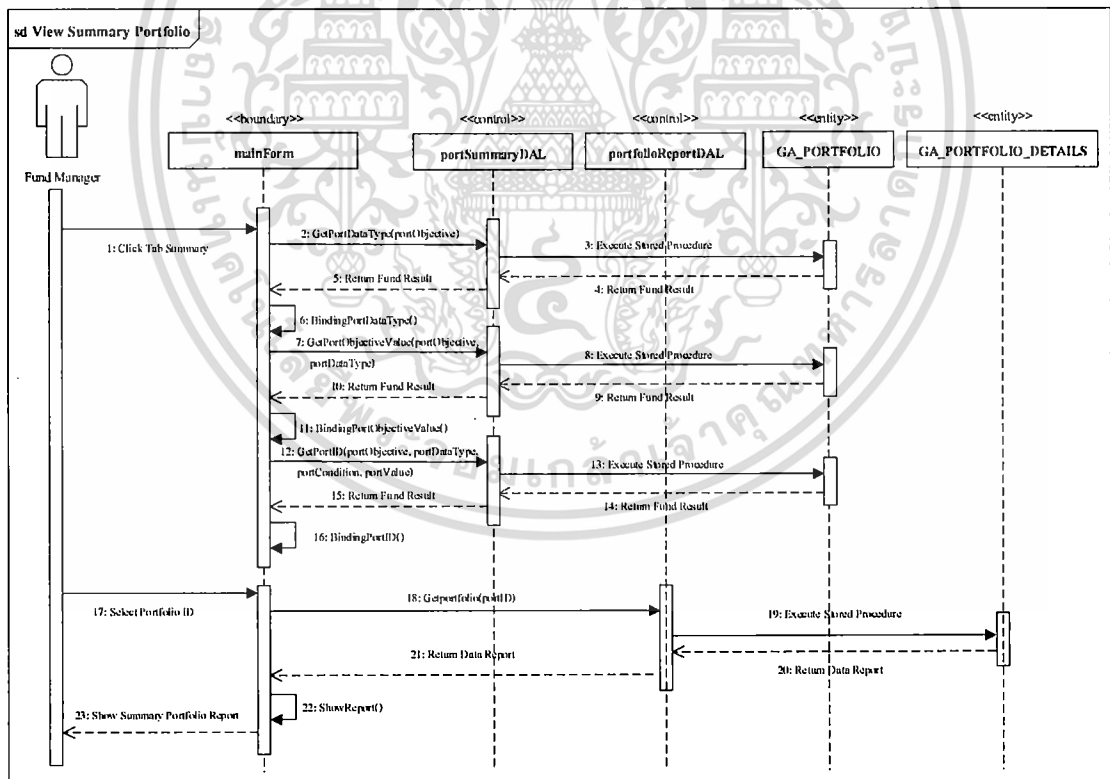 sd View Summary Portfolio
<<boundary>>
<<control>>
<<control>>
<<entity>>
<<entity>>
mainForm
portSummaryDAL
portfolioReportDAL
GA_PORTFOLIO
GA_PORTFOLIO_DETAILS
Fund Manager
1: Click Tab Summary
2: GetPortDataType(portObjective)
3: Execute Stored Procedure
4: Return Fund Result
5: Return Fund Result
6: BindingPortDataType()
7: GetPortObjectiveValue(portObjective,
portDataType)
8: Execute Stored Procedure
9: Return Fund Result
10: Return Fund Result
11: BindingPortObjectiveValue()
12: GetPortID(portObjective, portDataType,
portCondition, portValue)
13: Execute Stored Procedure
14: Return Fund Result
15: Return Fund Result
16: BindingPortID()
17: Select Portfolio ID
18: Getportfolio(portID)
19: Execute Stored Procedure
20: Return Data Report
21: Return Data Report
22: ShowReport()
23: Show Summary Portfolio Report